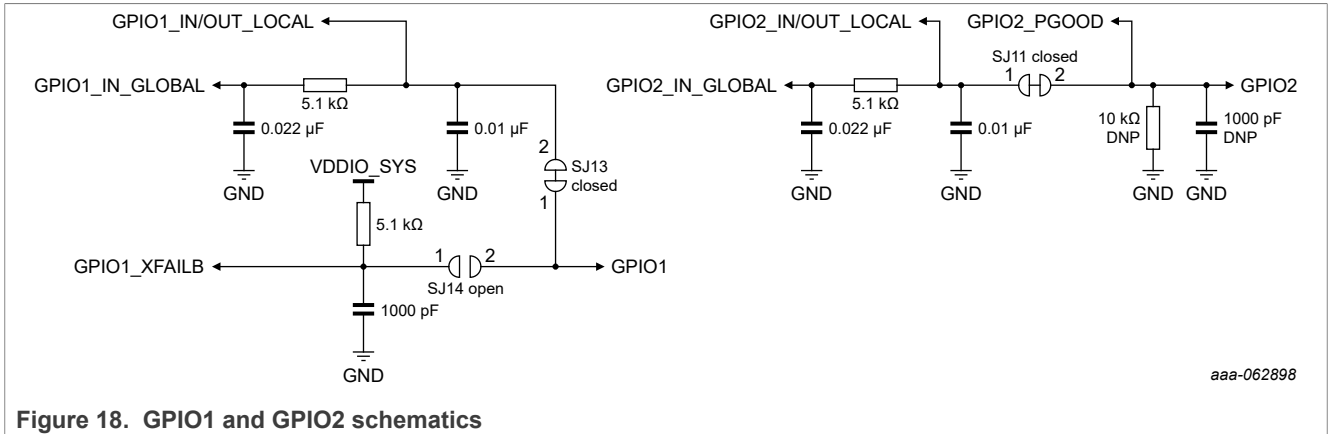 GPIO1_IN/OUT_LOCAL
GPIO1_IN_GLOBAL
5.1 kΩ
0.022 µF
0.01 µF
GND
GND
VDDIO_SYS
2
SJ13
closed
1
5.1 kΩ
GPIO1_XFAILB
1 2
SJ14 open
GPIO1
1000 pF
GND
GPIO2_IN/OUT_LOCAL
GPIO2_PGOOD
SJ11 closed
1 2
GPIO2_IN_GLOBAL
5.1 kΩ
GPIO2
0.022 µF
0.01 µF
10 kΩ
DNP
1000 pF
DNP
GND
GND
GND
GND
aaa-062898
Figure 18. GPIO1 and GPIO2 schematics